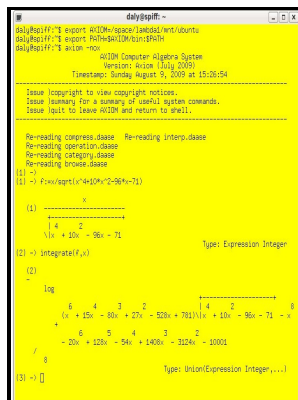 daly@spiff: ~
daly@spiff:~$ export AXIOM=/space/lambdai/mnt/ubuntu
daly@spiff:~$ export PATH=$AXIOM/bin:$PATH
daly@spiff:~$ axiom -nox
AXIOM Computer Algebra System
Version: Axiom (July 2009)
Timestamp: Sunday August 9, 2009 at 15:26:54
Issue )copyright to view copyright notices.
Issue )summary for a summary of useful system commands.
Issue )quit to leave AXIOM and return to shell.
Re-reading compress.daase   Re-reading interp.daase
Re-reading operation.daase
Re-reading category.daase
Re-reading browse.daase
(1) ->
(1) -> f:=x/sqrt(x^4+10*x^2-96*x-71)
x
(1)  ----------------------
+--------------------+
| 4      2
\|x  + 10x  - 96x - 71
Type: Expression Integer
(2) -> integrate(f,x)
(2)
-
log
+--------------------+
6      4      3      2              | 4      2              8
(x  + 15x  - 80x  + 27x  - 528x + 781)\|x  + 10x  - 96x - 71  - x
+
6      5      4       3        2
- 20x  + 128x  - 54x  + 1408x  - 3124x  - 10001
/
8
Type: Union(Expression Integer,...)
(3) -> []